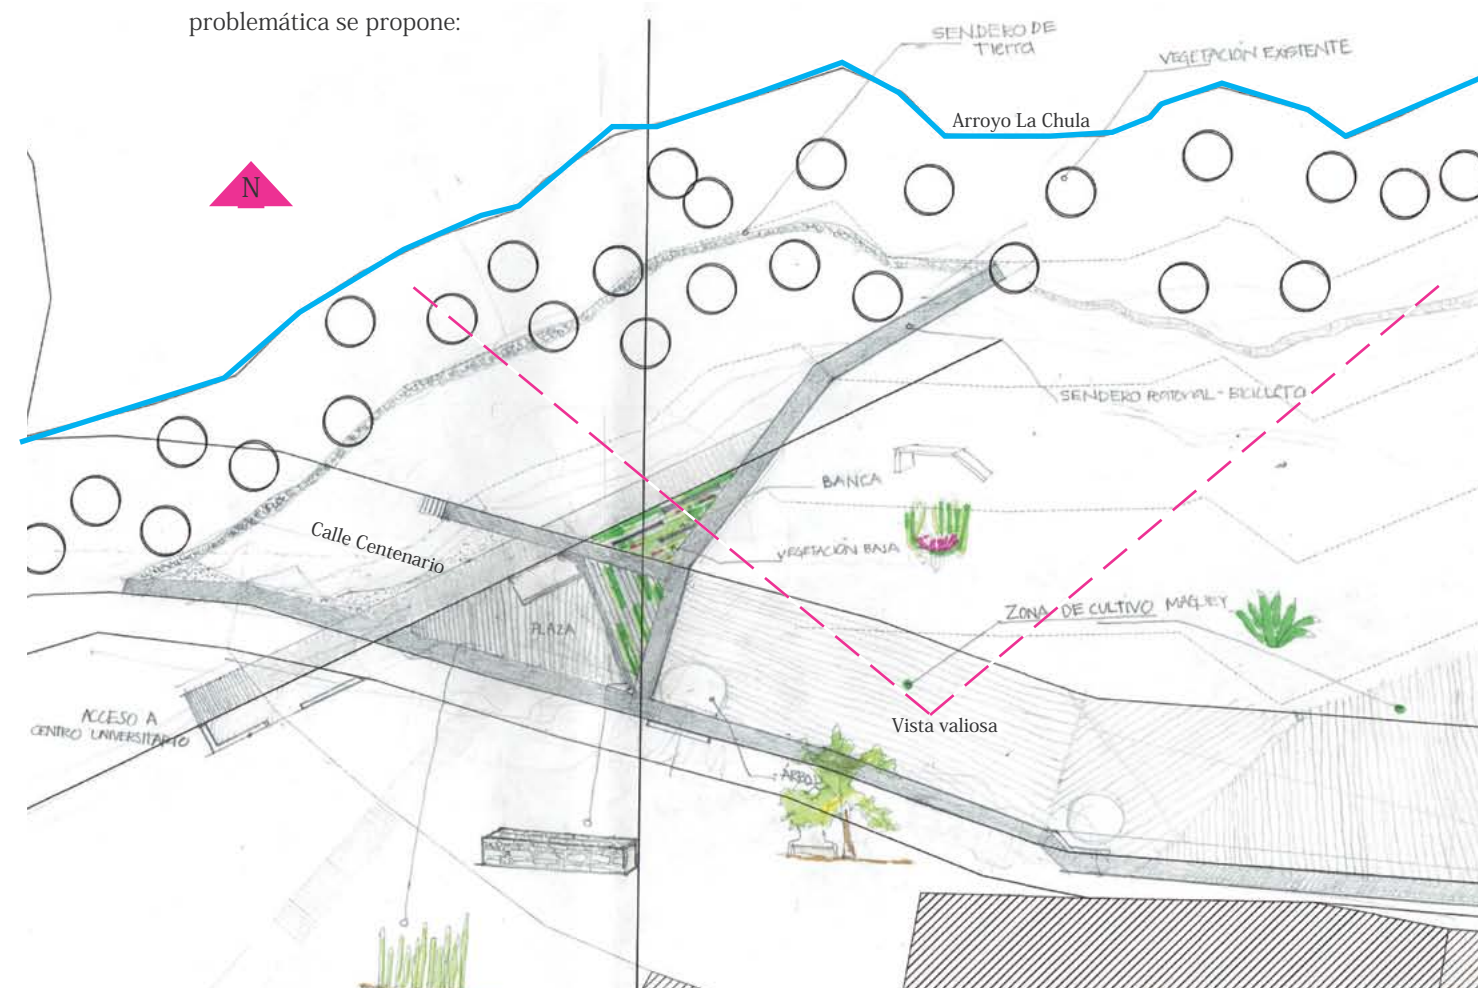 problemática se propone:
SENDERO DE
Tierra
VEGETACIÓN EXISTENTE
Arroyo La Chula
N
SENDERO PEATONAL - BICICLETO
BANCA
Calle Centenario
VEGETACIÓN BAJA
ZONA DE CULTIVO MAGUEY
PLAZA
ACCESO A
CENTRO UNIVERSITARIO
Vista valiosa
ÁRBOL